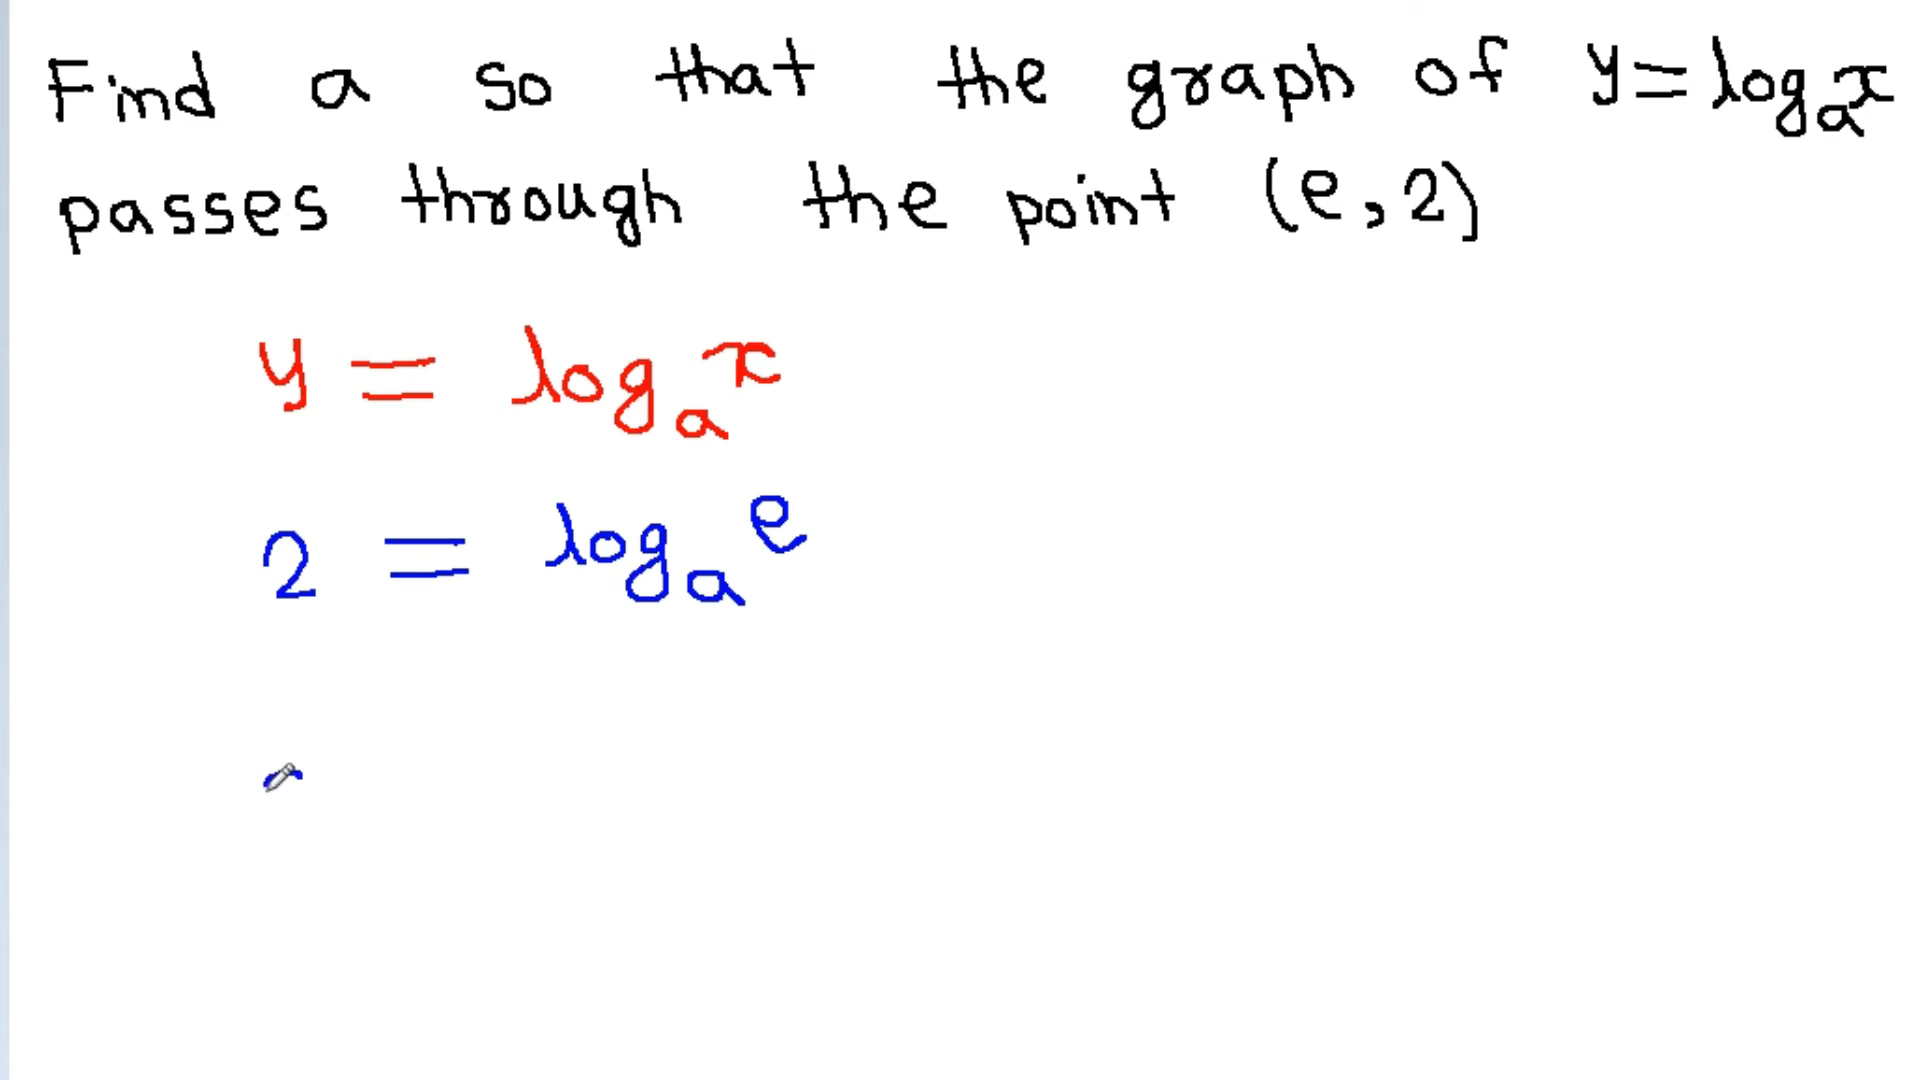 Find a so that the graph of y = logₐx
passes through the point (e, 2)
y = logₐx
2 = logₐe